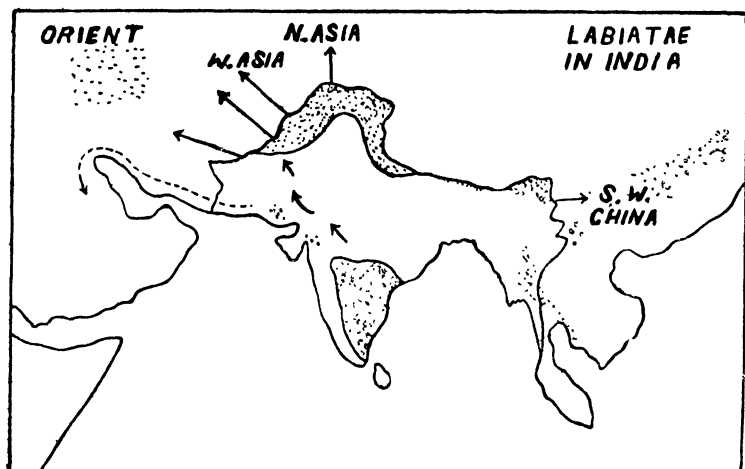 ORIENT
N. ASIA
W. ASIA
LABIATAE
IN INDIA
S. W.
CHINA